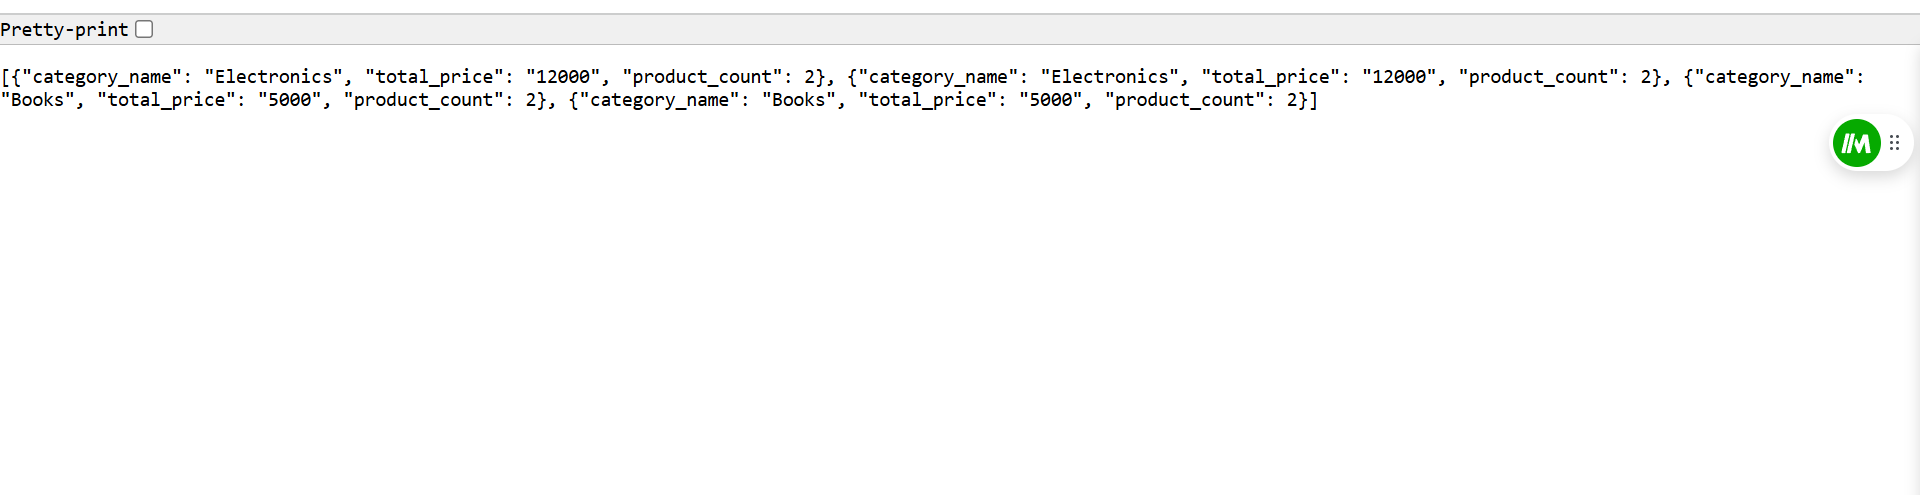 Pretty-print
[{"category_name": "Electronics", "total_price": "12000", "product_count": 2}, {"category_name": "Electronics", "total_price": "12000", "product_count": 2}, {"category_name":
"Books", "total_price": "5000", "product_count": 2}, {"category_name": "Books", "total_price": "5000", "product_count": 2}]